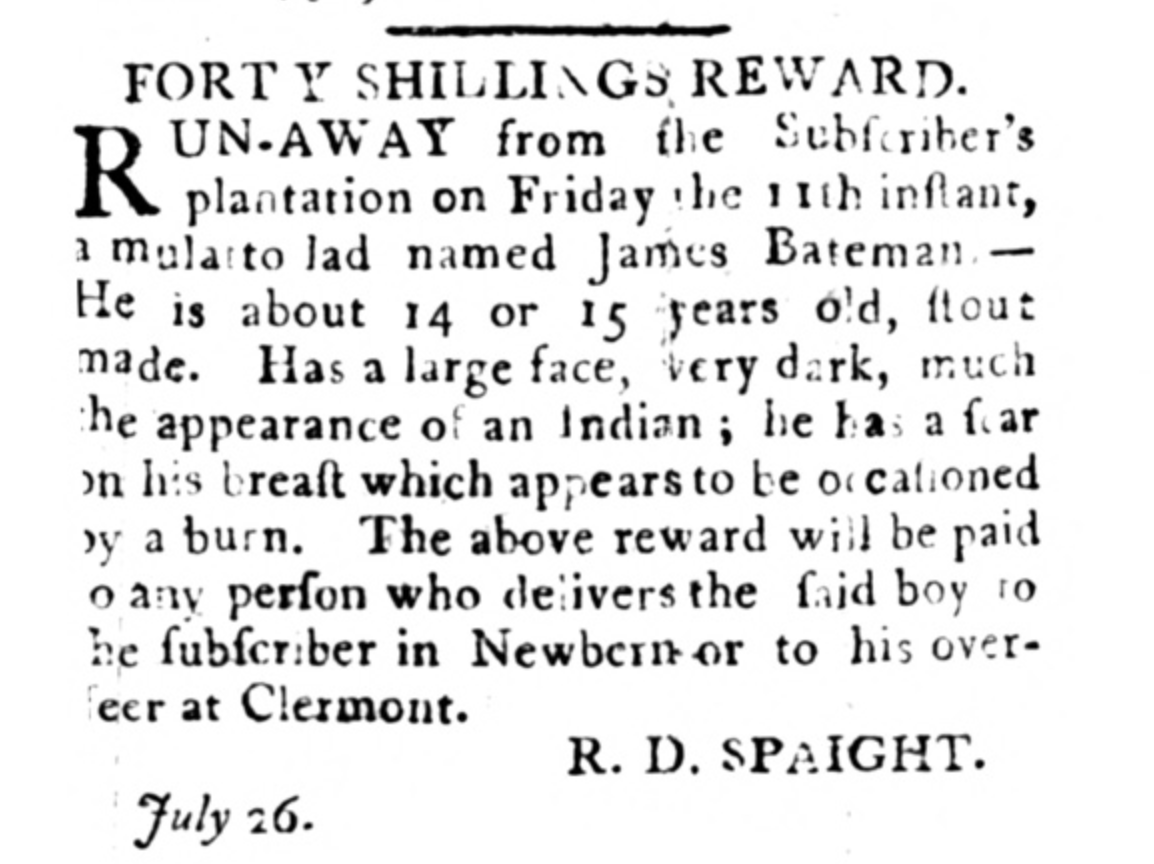 FORTY SHILLINGS REWARD.
RUN-AWAY from the Subſcriber's
plantation on Friday the 11th inſtant,
a mulatto lad named James Bateman.—
He is about 14 or 15 years old, ſtout
made. Has a large face, very dark, much
the appearance of an Indian; he has a ſcar
on his breaſt which appears to be occaſioned
by a burn. The above reward will be paid
to any perſon who delivers the ſaid boy to
the ſubſcriber in Newbern or to his over-
ſeer at Clermont.
R. D. SPAIGHT.
July 26.